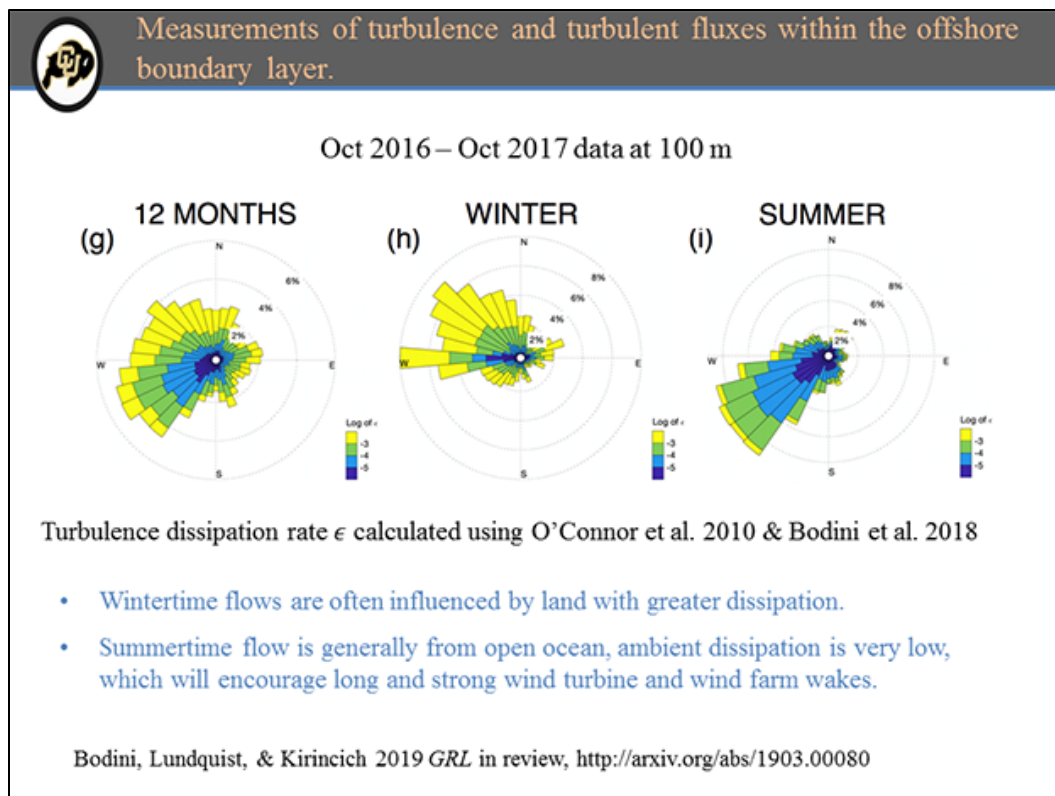 Measurements of turbulence and turbulent fluxes within the offshore
boundary layer.
CU
Oct 2016 – Oct 2017 data at 100 m
12 MONTHS
WINTER
SUMMER
(g)
(h)
(i)
N
6%
4%
2%
W
E
S
Log of ϵ
-3
-4
-5
N
8%
6%
4%
2%
W
E
S
Log of ϵ
-3
-4
-5
N
8%
6%
4%
2%
W
E
S
Log of ϵ
-3
-4
-5
Turbulence dissipation rate ϵ calculated using O’Connor et al. 2010 & Bodini et al. 2018
• Wintertime flows are often influenced by land with greater dissipation.
• Summertime flow is generally from open ocean, ambient dissipation is very low,
which will encourage long and strong wind turbine and wind farm wakes.
Bodini, Lundquist, & Kirincich 2019 GRL in review, http://arxiv.org/abs/1903.00080